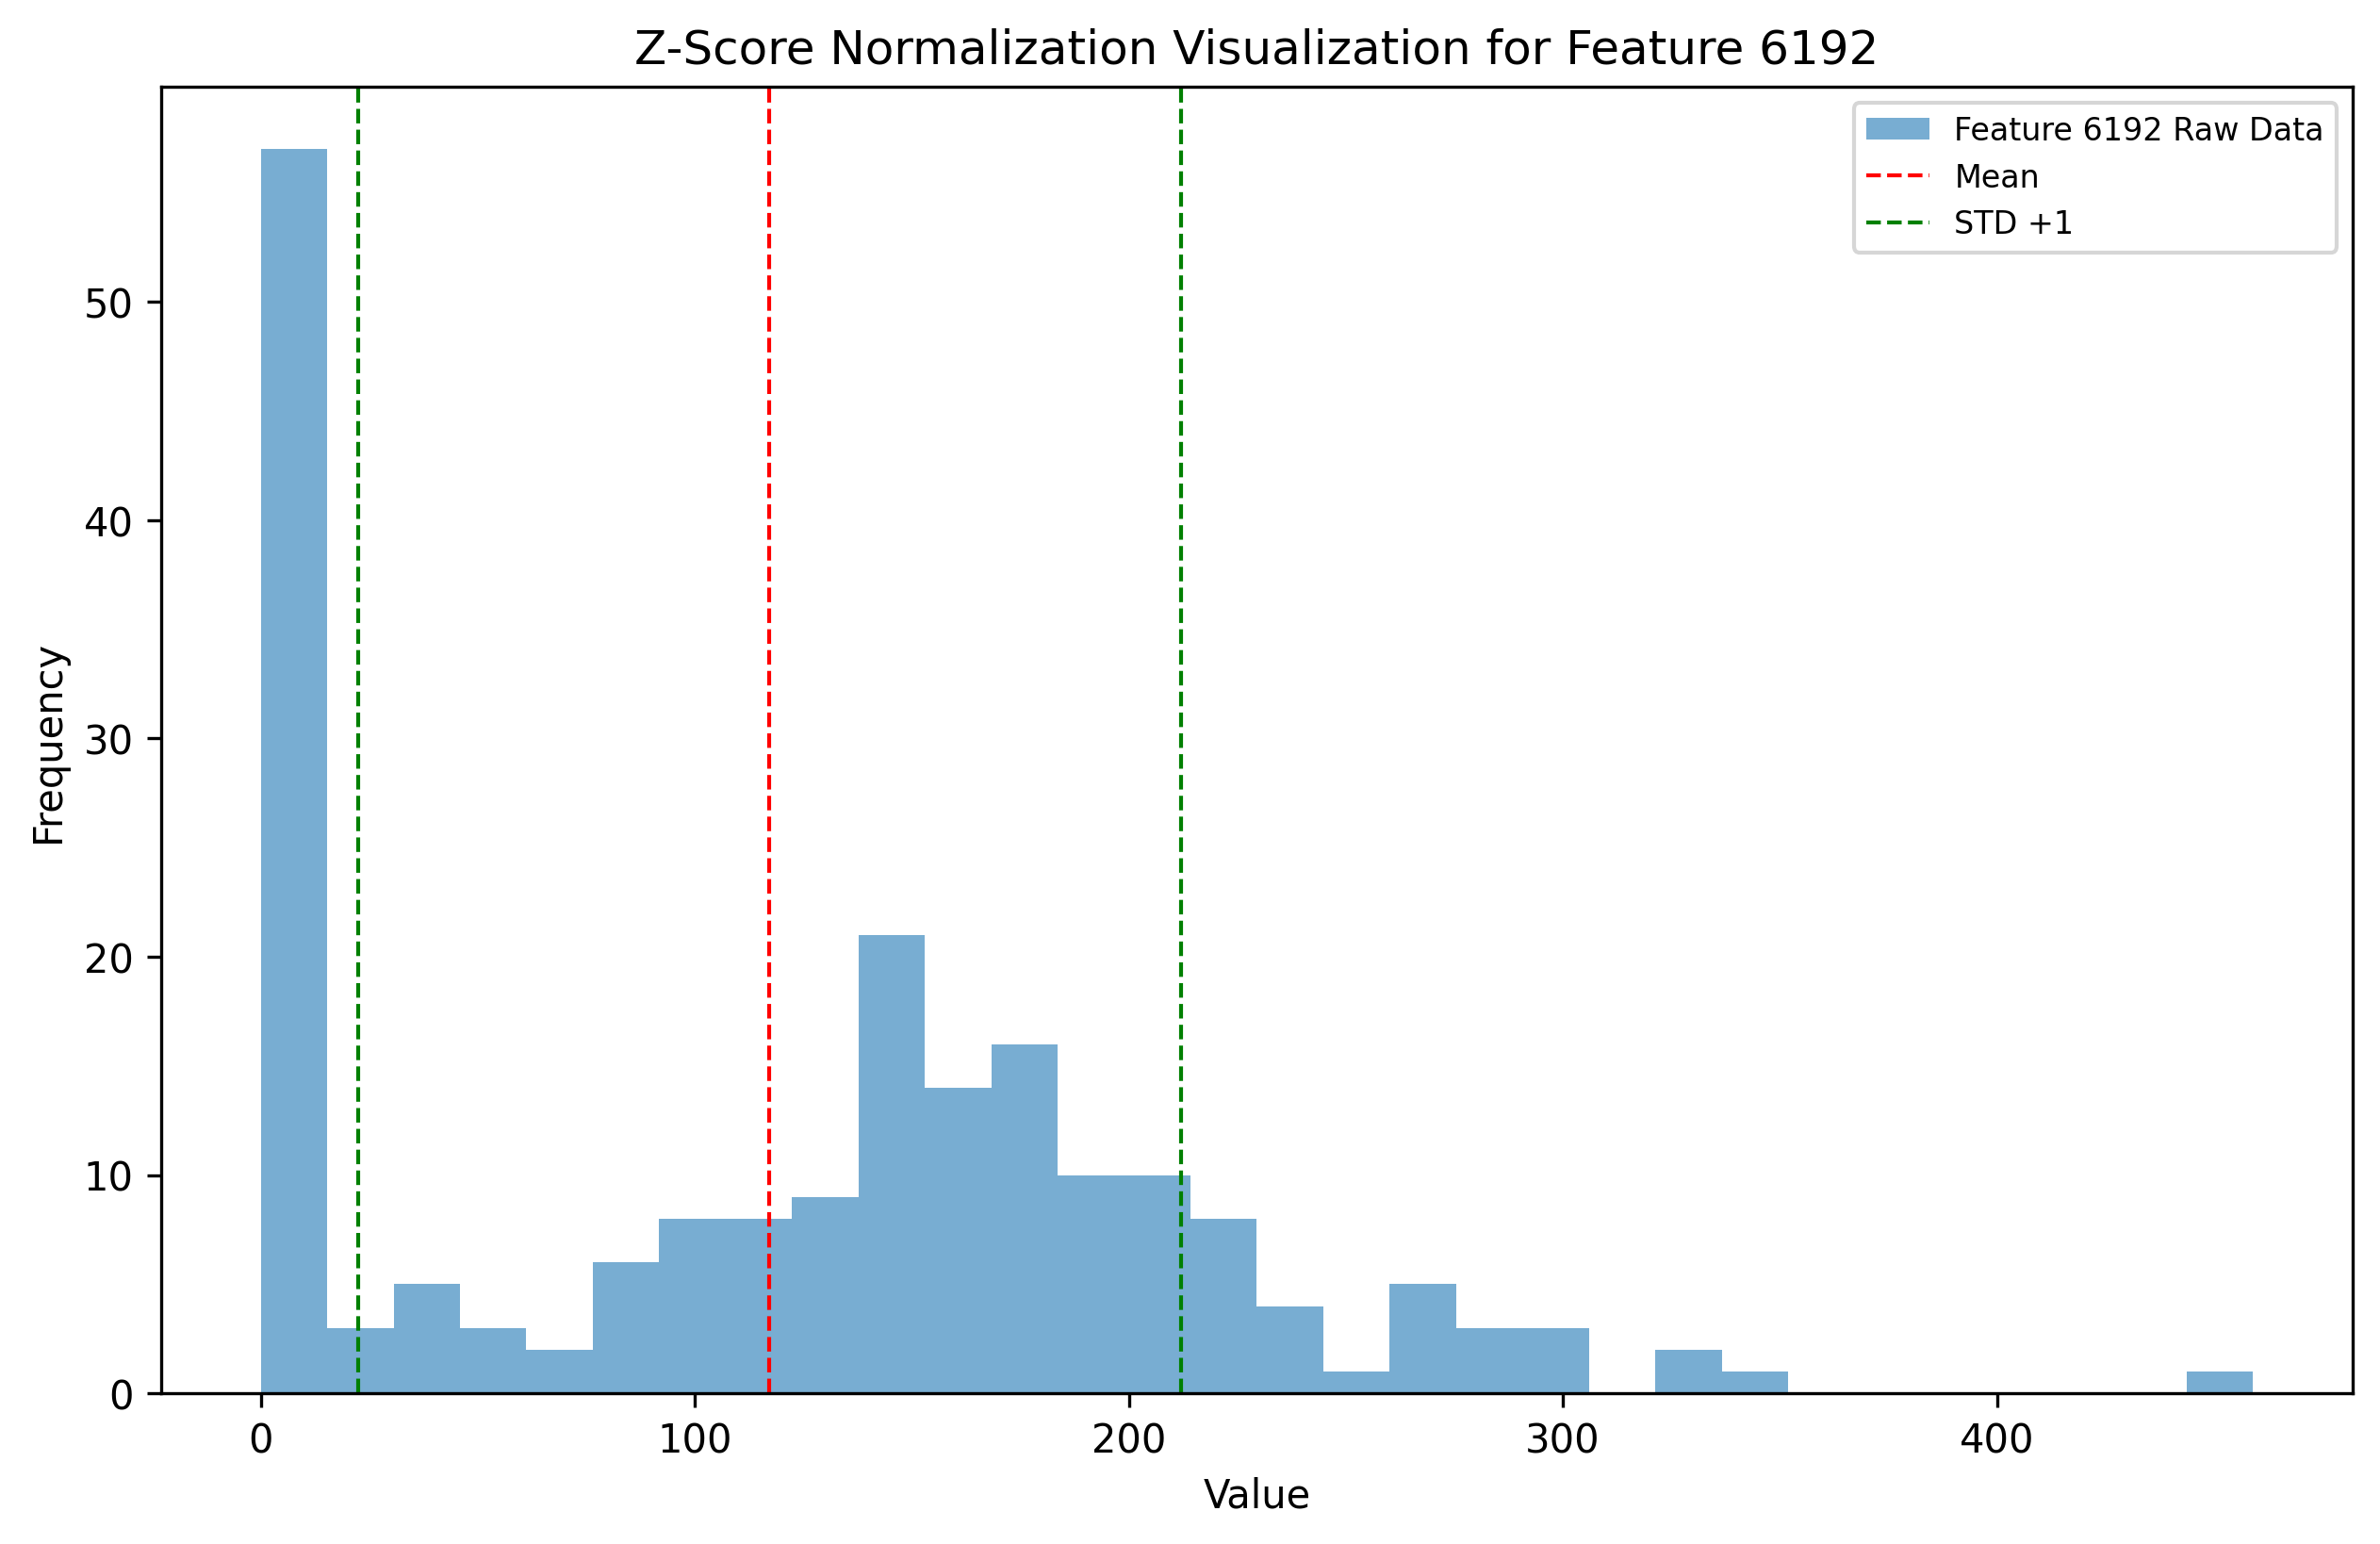 Z-Score Normalization Visualization for Feature 6192
Feature 6192 Raw Data
Mean
STD +1
50
40
30
20
10
0
Frequency
0 100 200 300 400
Value